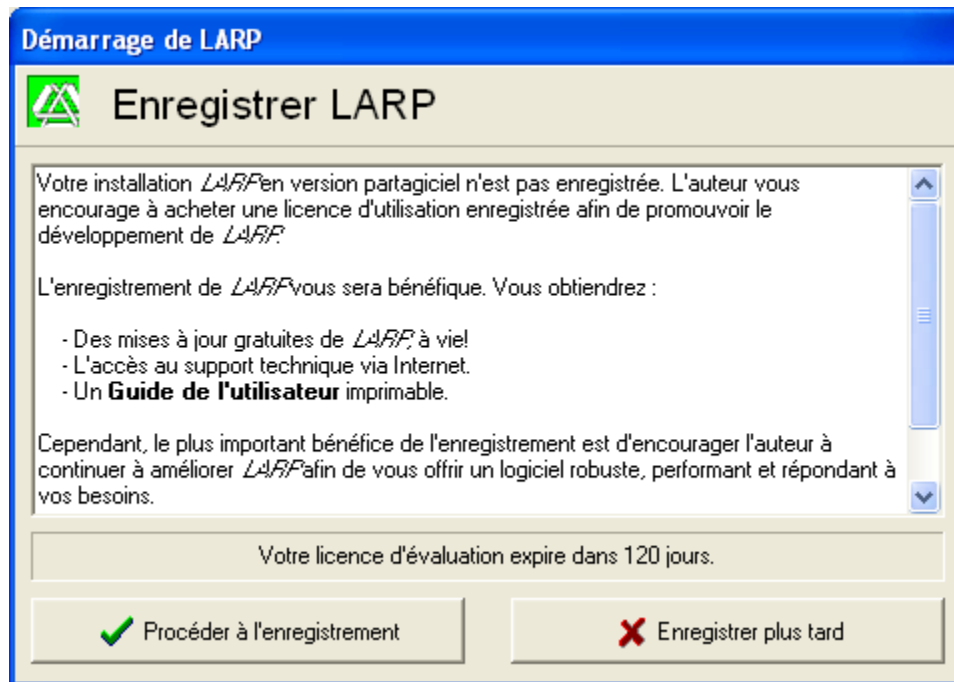 Démarrage de LARP
Enregistrer LARP
Votre installation LARP en version partagiciel n'est pas enregistrée. L'auteur vous
encourage à acheter une licence d'utilisation enregistrée afin de promouvoir le
développement de LARP.
L'enregistrement de LARP vous sera bénéfique. Vous obtiendrez :
- Des mises à jour gratuites de LARP, à vie!
- L'accès au support technique via Internet.
- Un Guide de l'utilisateur imprimable.
Cependant, le plus important bénéfice de l'enregistrement est d'encourager l'auteur à
continuer à améliorer LARP afin de vous offrir un logiciel robuste, performant et répondant à
vos besoins.
Votre licence d'évaluation expire dans 120 jours.
Procéder à l'enregistrement
Enregistrer plus tard